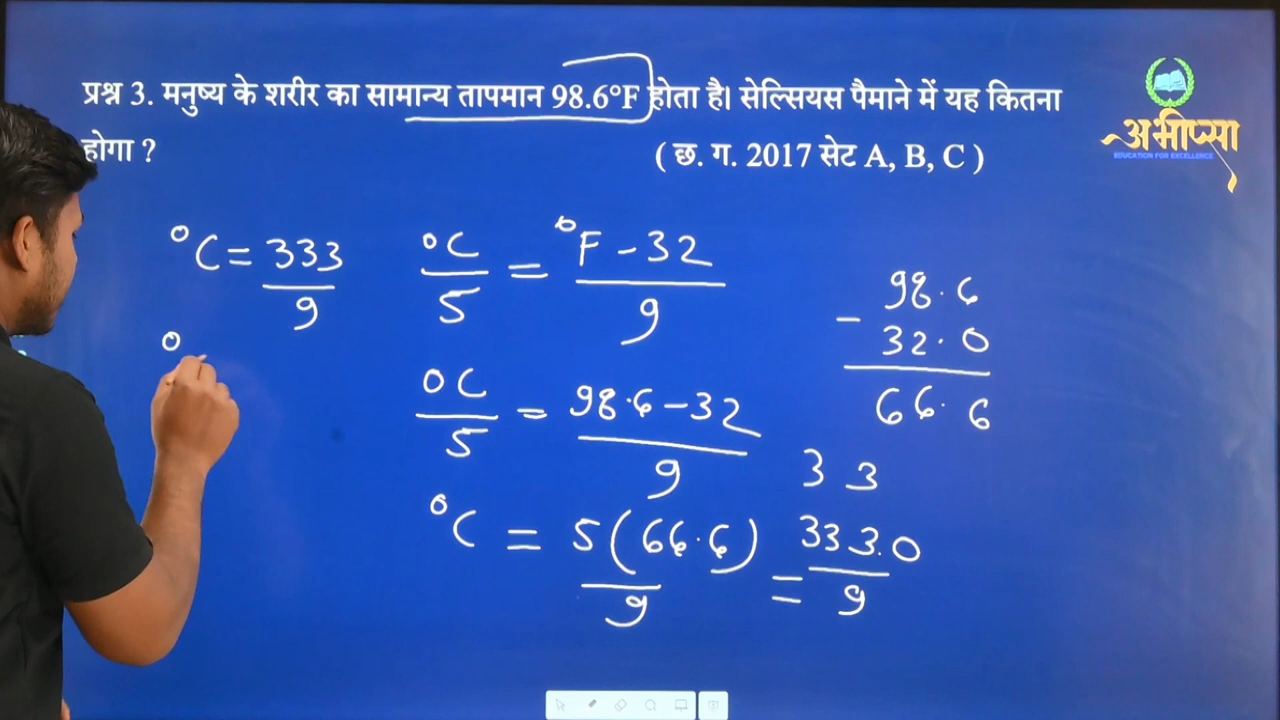 प्रश्न 3. मनुष्य के शरीर का सामान्य तापमान 98.6°F होता है। सेल्सियस पैमाने में यह कितना
होगा ?
( छ. ग. 2017 सेट A, B, C )
अभीप्सा
EDUCATION FOR EXCELLENCE
°C = 333
9
°
°C = °F - 32
5 9
°C = 98.6 - 32
5 9
°C = 5(66.6) = 333.0
9 9
98.6
- 32.0
66.6
3 3